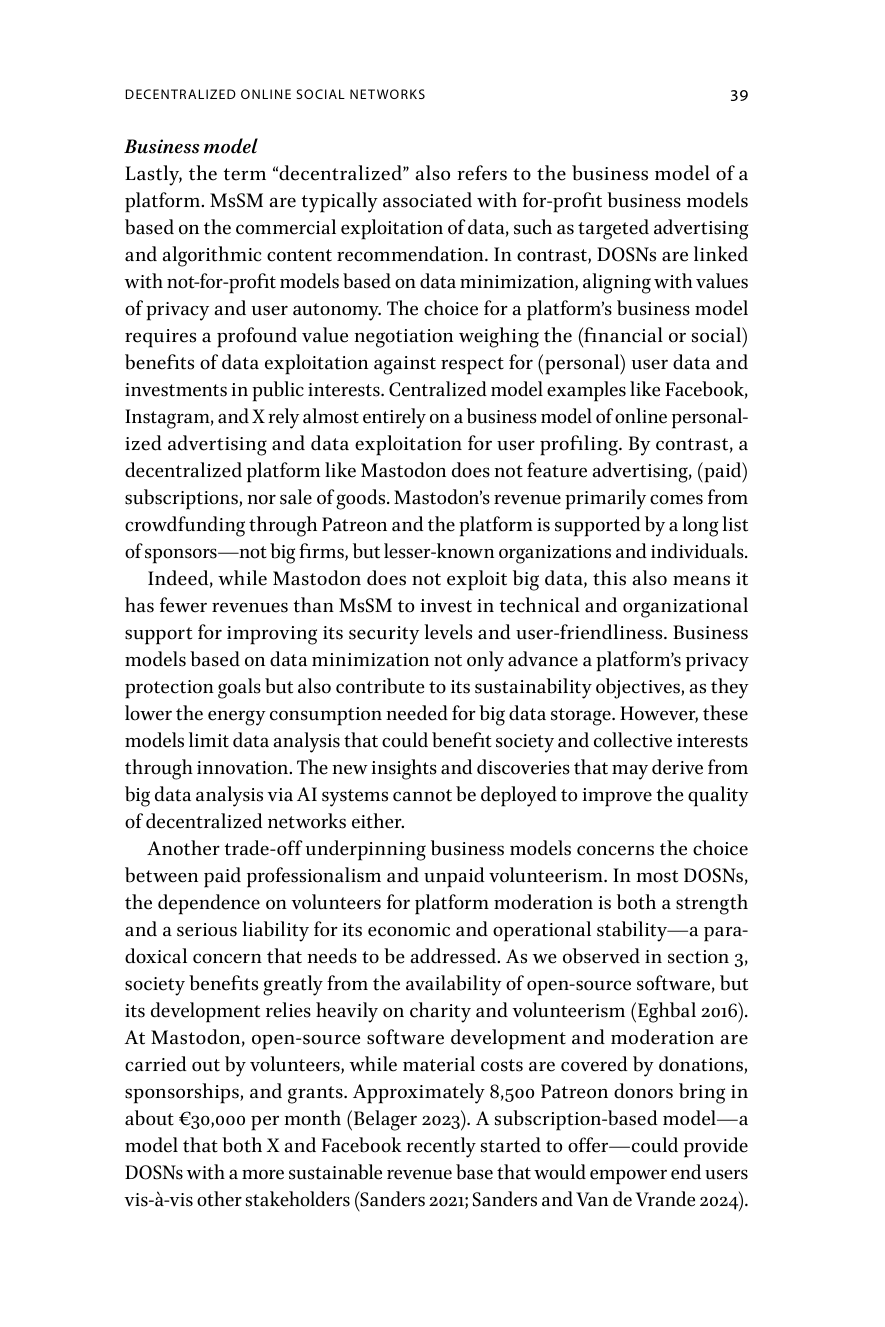 DECENTRALIZED ONLINE SOCIAL NETWORKS 39
Business model
Lastly, the term “decentralized” also refers to the business model of a
platform. MsSM are typically associated with for-profit business models
based on the commercial exploitation of data, such as targeted advertising
and algorithmic content recommendation. In contrast, DOSNs are linked
with not-for-profit models based on data minimization, aligning with values
of privacy and user autonomy. The choice for a platform’s business model
requires a profound value negotiation weighing the (financial or social)
benefits of data exploitation against respect for (personal) user data and
investments in public interests. Centralized model examples like Facebook,
Instagram, and X rely almost entirely on a business model of online personal-
ized advertising and data exploitation for user profiling. By contrast, a
decentralized platform like Mastodon does not feature advertising, (paid)
subscriptions, nor sale of goods. Mastodon’s revenue primarily comes from
crowdfunding through Patreon and the platform is supported by a long list
of sponsors—not big firms, but lesser-known organizations and individuals.
Indeed, while Mastodon does not exploit big data, this also means it
has fewer revenues than MsSM to invest in technical and organizational
support for improving its security levels and user-friendliness. Business
models based on data minimization not only advance a platform’s privacy
protection goals but also contribute to its sustainability objectives, as they
lower the energy consumption needed for big data storage. However, these
models limit data analysis that could benefit society and collective interests
through innovation. The new insights and discoveries that may derive from
big data analysis via AI systems cannot be deployed to improve the quality
of decentralized networks either.
Another trade-off underpinning business models concerns the choice
between paid professionalism and unpaid volunteerism. In most DOSNs,
the dependence on volunteers for platform moderation is both a strength
and a serious liability for its economic and operational stability—a para-
doxical concern that needs to be addressed. As we observed in section 3,
society benefits greatly from the availability of open-source software, but
its development relies heavily on charity and volunteerism (Eghbal 2016).
At Mastodon, open-source software development and moderation are
carried out by volunteers, while material costs are covered by donations,
sponsorships, and grants. Approximately 8,500 Patreon donors bring in
about €30,000 per month (Belager 2023). A subscription-based model—a
model that both X and Facebook recently started to offer—could provide
DOSNs with a more sustainable revenue base that would empower end users
vis-à-vis other stakeholders (Sanders 2021; Sanders and Van de Vrande 2024).